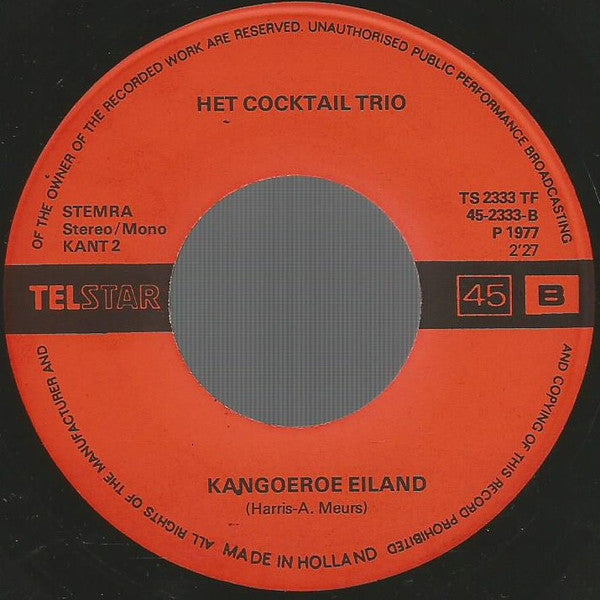 ALL RIGHTS OF THE MANUFACTURER AND OF THE OWNER OF THE RECORDED WORK ARE RESERVED. UNAUTHORISED PUBLIC PERFORMANCE BROADCASTING AND COPYING OF THIS RECORD PROHIBITED
HET COCKTAIL TRIO
STEMRA
Stereo/Mono
KANT 2
TS 2333 TF
45-2333-B
P 1977
2'27
TELSTAR
45
B
KANGOEROE EILAND
(Harris-A. Meurs)
MADE IN HOLLAND